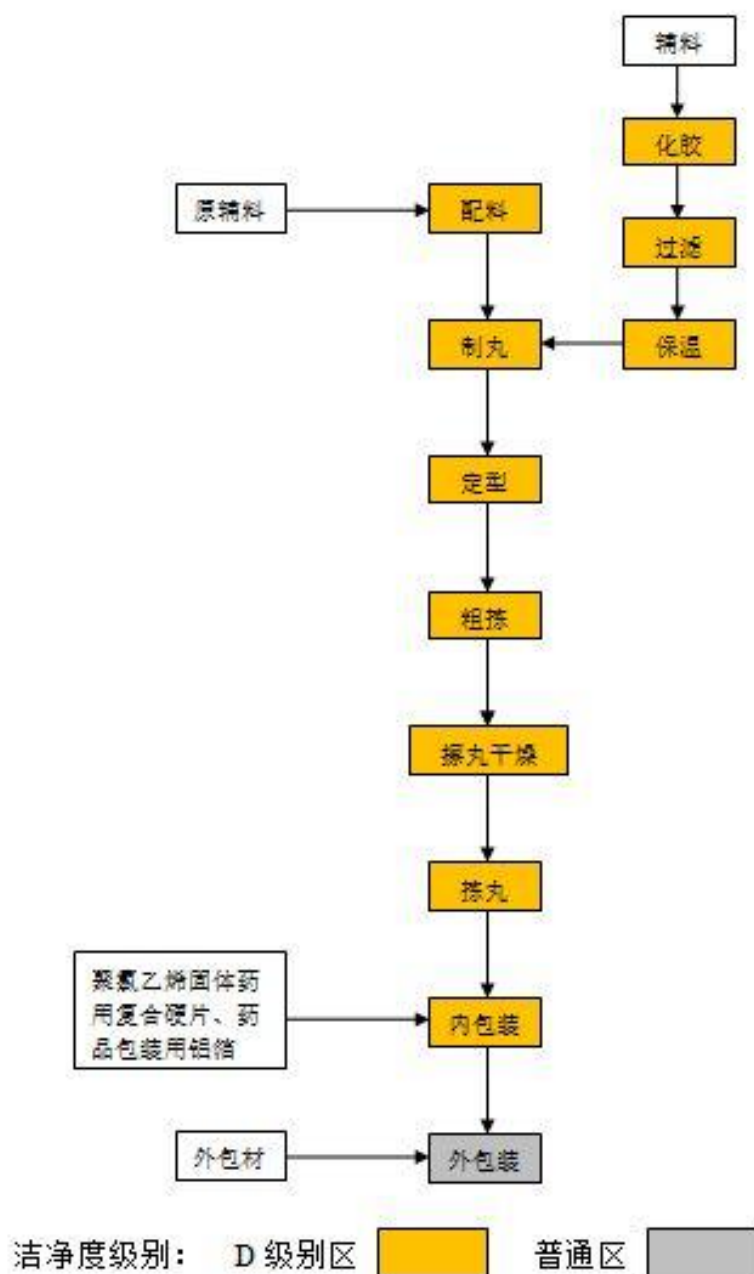 辅料
化胶
原辅料
配料
过滤
制丸
保温
定型
粗拣
擦丸干燥
拣丸
聚氯乙烯固体药
用复合硬片、药
品包装用铝箔
内包装
外包材
外包装
洁净度级别： D 级别区 普通区